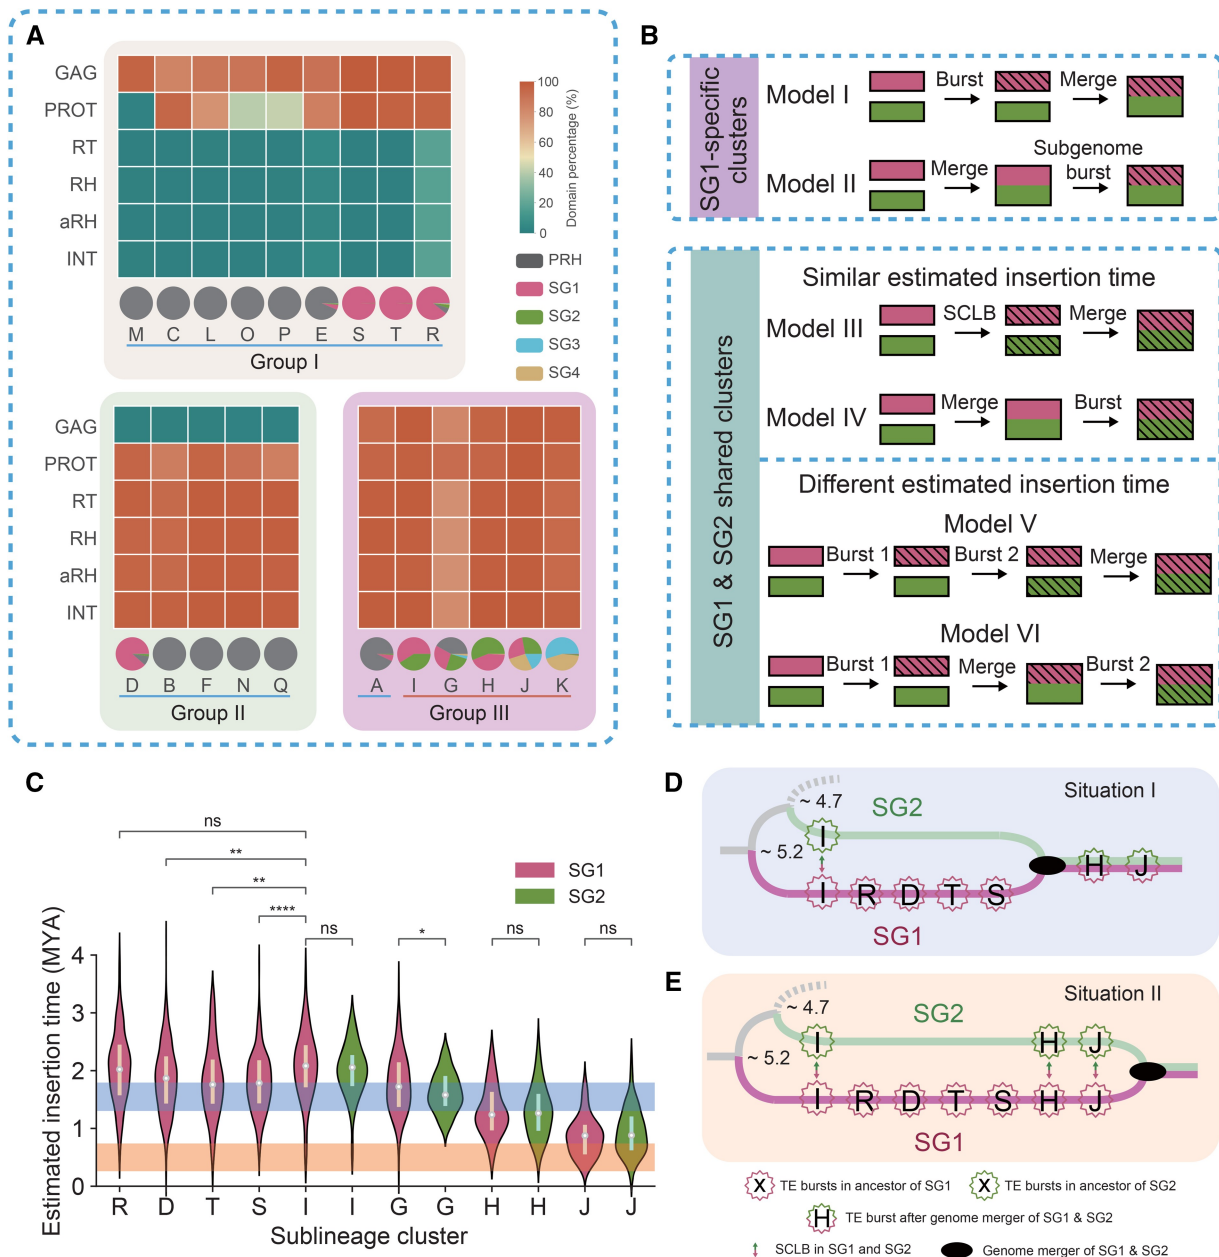 A
GAG
PROT
RT
RH
aRH
INT
M C L O P E S T R
Group I
100
80
60
40
20
0
Domain percentage (%)
PRH
SG1
SG2
SG3
SG4
GAG
PROT
RT
RH
aRH
INT
D B F N Q
Group II
A I G H J K
Group III
B
SG1-specific clusters
Model I
Burst
Merge
Model II
Merge
Subgenome burst
SG1 & SG2 shared clusters
Similar estimated insertion time
Model III
SCLB
Merge
Model IV
Merge
Burst
Different estimated insertion time
Model V
Burst 1
Burst 2
Merge
Model VI
Burst 1
Merge
Burst 2
C
ns
**
**
****
ns
*
ns
ns
SG1
SG2
Estimated insertion time (MYA)
4
3
2
1
0
R D T S I I G G H H J J
Sublineage cluster
D
Situation I
~ 4.7
SG2
I
~ 5.2
I R D T S
H J
SG1
E
Situation II
~ 4.7
SG2
I H J
~ 5.2
I R D T S H J
SG1
X TE bursts in ancestor of SG1
X TE bursts in ancestor of SG2
H TE burst after genome merger of SG1 & SG2
SCLB in SG1 and SG2
Genome merger of SG1 & SG2